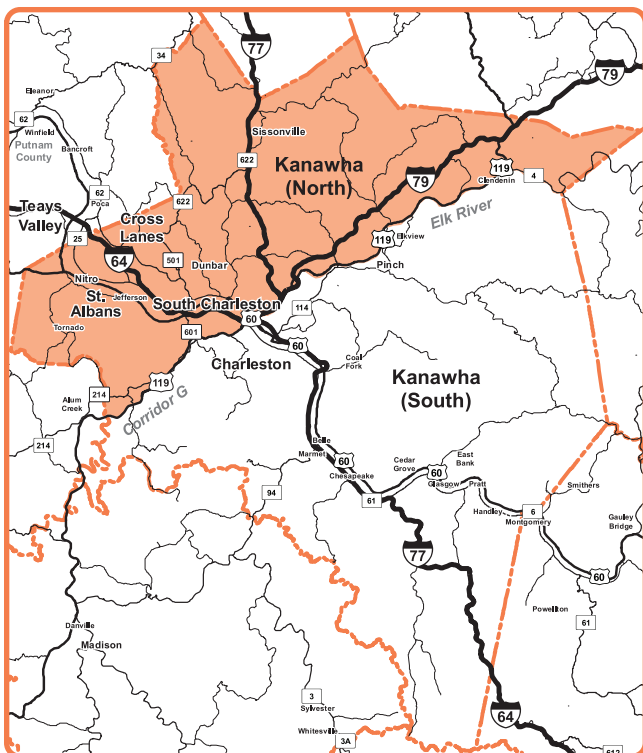 77
34
79
Eleanor
62
Winfield
Putnam
County
Bancroft
Sissonville
622
Kanawha
(North)
79
119
Clendenin
4
62
Poca
622
Teays
Valley
Cross
Lanes
Elk River
25
64
501
Dunbar
119
Elkview
Pinch
Nitro
St.
Albans
Jefferson
South Charleston
60
114
Tornado
601
60
Charleston
Coal
Fork
Kanawha
(South)
119
Corridor G
214
Alum
Creek
214
Belle
Marmet
60
Chesapeake
Cedar
Grove
60
East
Bank
Glasgow
Pratt
Smithers
94
61
Handley
6
Montgomery
Gauley
Bridge
77
60
Powellton
61
Danville
Madison
3
Sylvester
64
Whitesville
3A
612